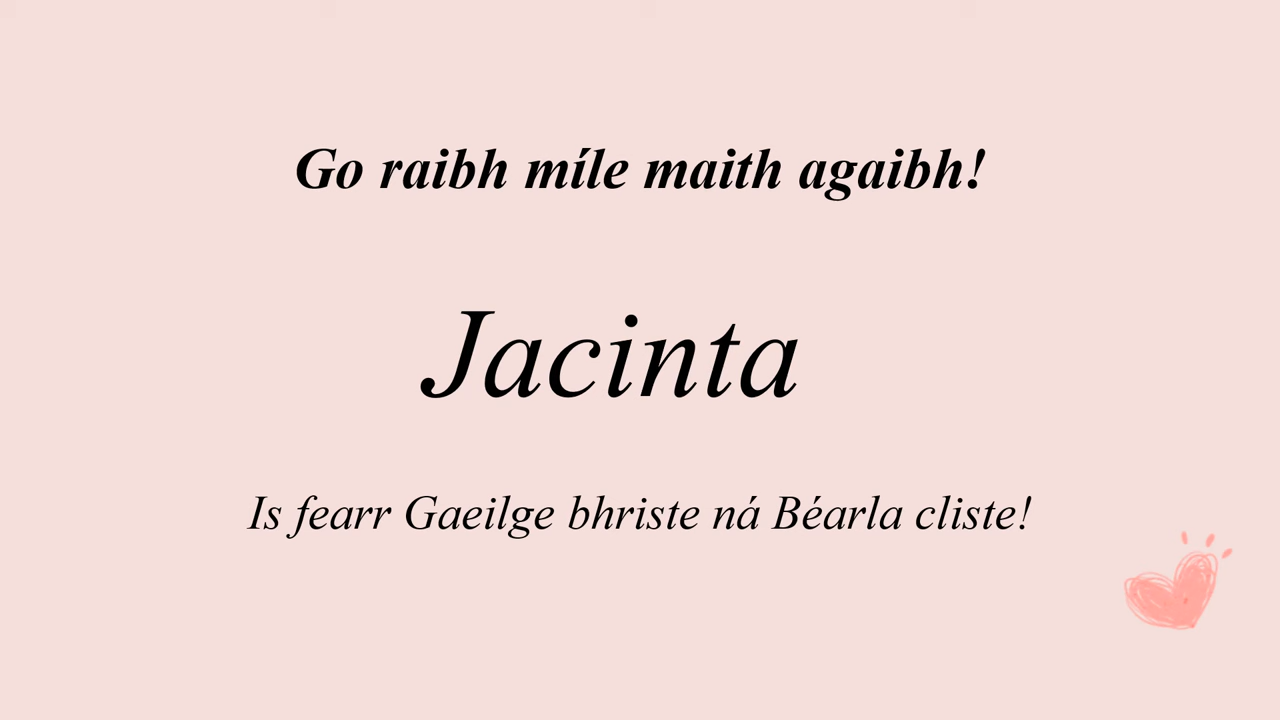 Go raibh míle maith agaibh!
Jacinta
Is fearr Gaeilge bhriste ná Béarla cliste!